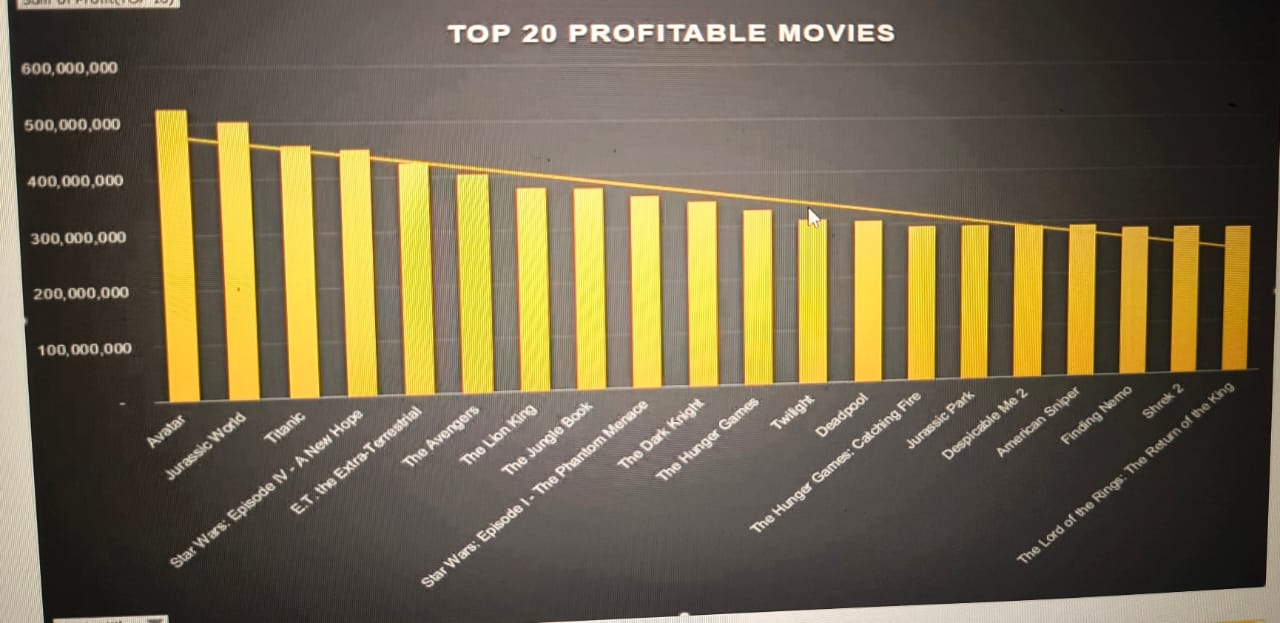 TOP 20 PROFITABLE MOVIES
600,000,000
500,000,000
400,000,000
300,000,000
200,000,000
100,000,000
-
Avatar
Jurassic World
Titanic
Star Wars: Episode IV - A New Hope
E.T. the Extra-Terrestrial
The Avengers
The Lion King
The Jungle Book
Star Wars: Episode I - The Phantom Menace
The Dark Knight
The Hunger Games
Twilight
Deadpool
The Hunger Games: Catching Fire
Jurassic Park
Despicable Me 2
American Sniper
Finding Nemo
Shrek 2
The Lord of the Rings: The Return of the King